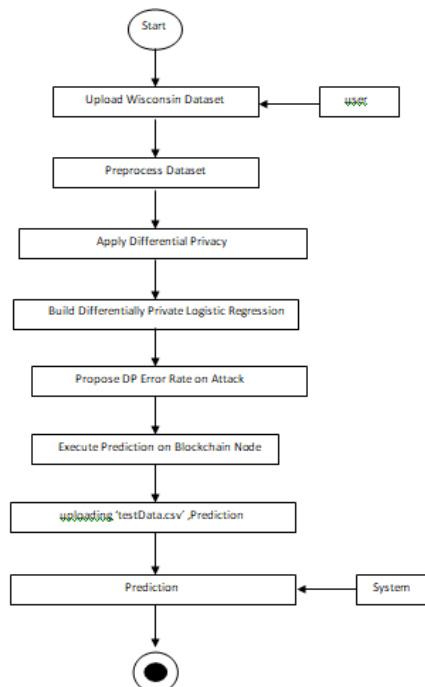 Start
Upload Wisconsin Dataset
user
Preprocess Dataset
Apply Differential Privacy
Build Differentially Private Logistic Regression
Propose DP Error Rate on Attack
Execute Prediction on Blockchain Node
uploading 'testData.csv' ,Prediction
Prediction
System